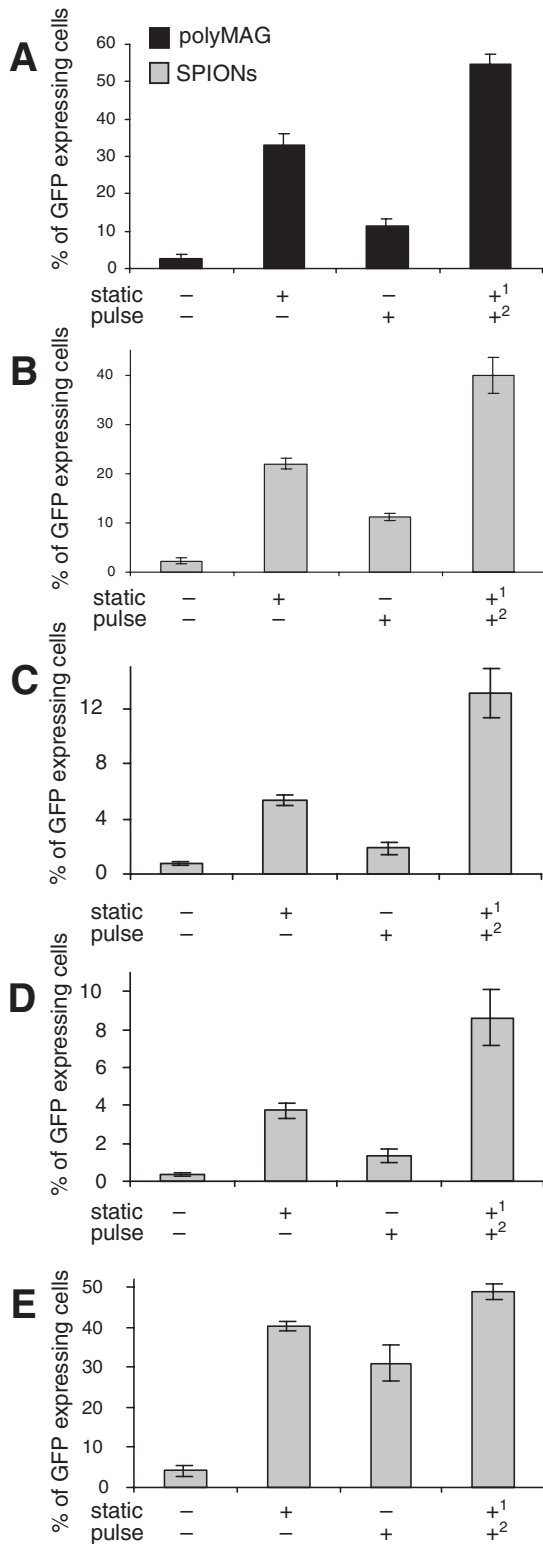 A
% of GFP expressing cells
polyMAG
SPIONs
60
50
40
30
20
10
0
static − + − +¹
pulse − − + +²
B
% of GFP expressing cells
40
30
20
10
0
static − + − +¹
pulse − − + +²
C
% of GFP expressing cells
12
8
4
0
static − + − +¹
pulse − − + +²
D
% of GFP expressing cells
10
8
6
4
2
0
static − + − +¹
pulse − − + +²
E
% of GFP expressing cells
50
40
30
20
10
0
static − + − +¹
pulse − − + +²